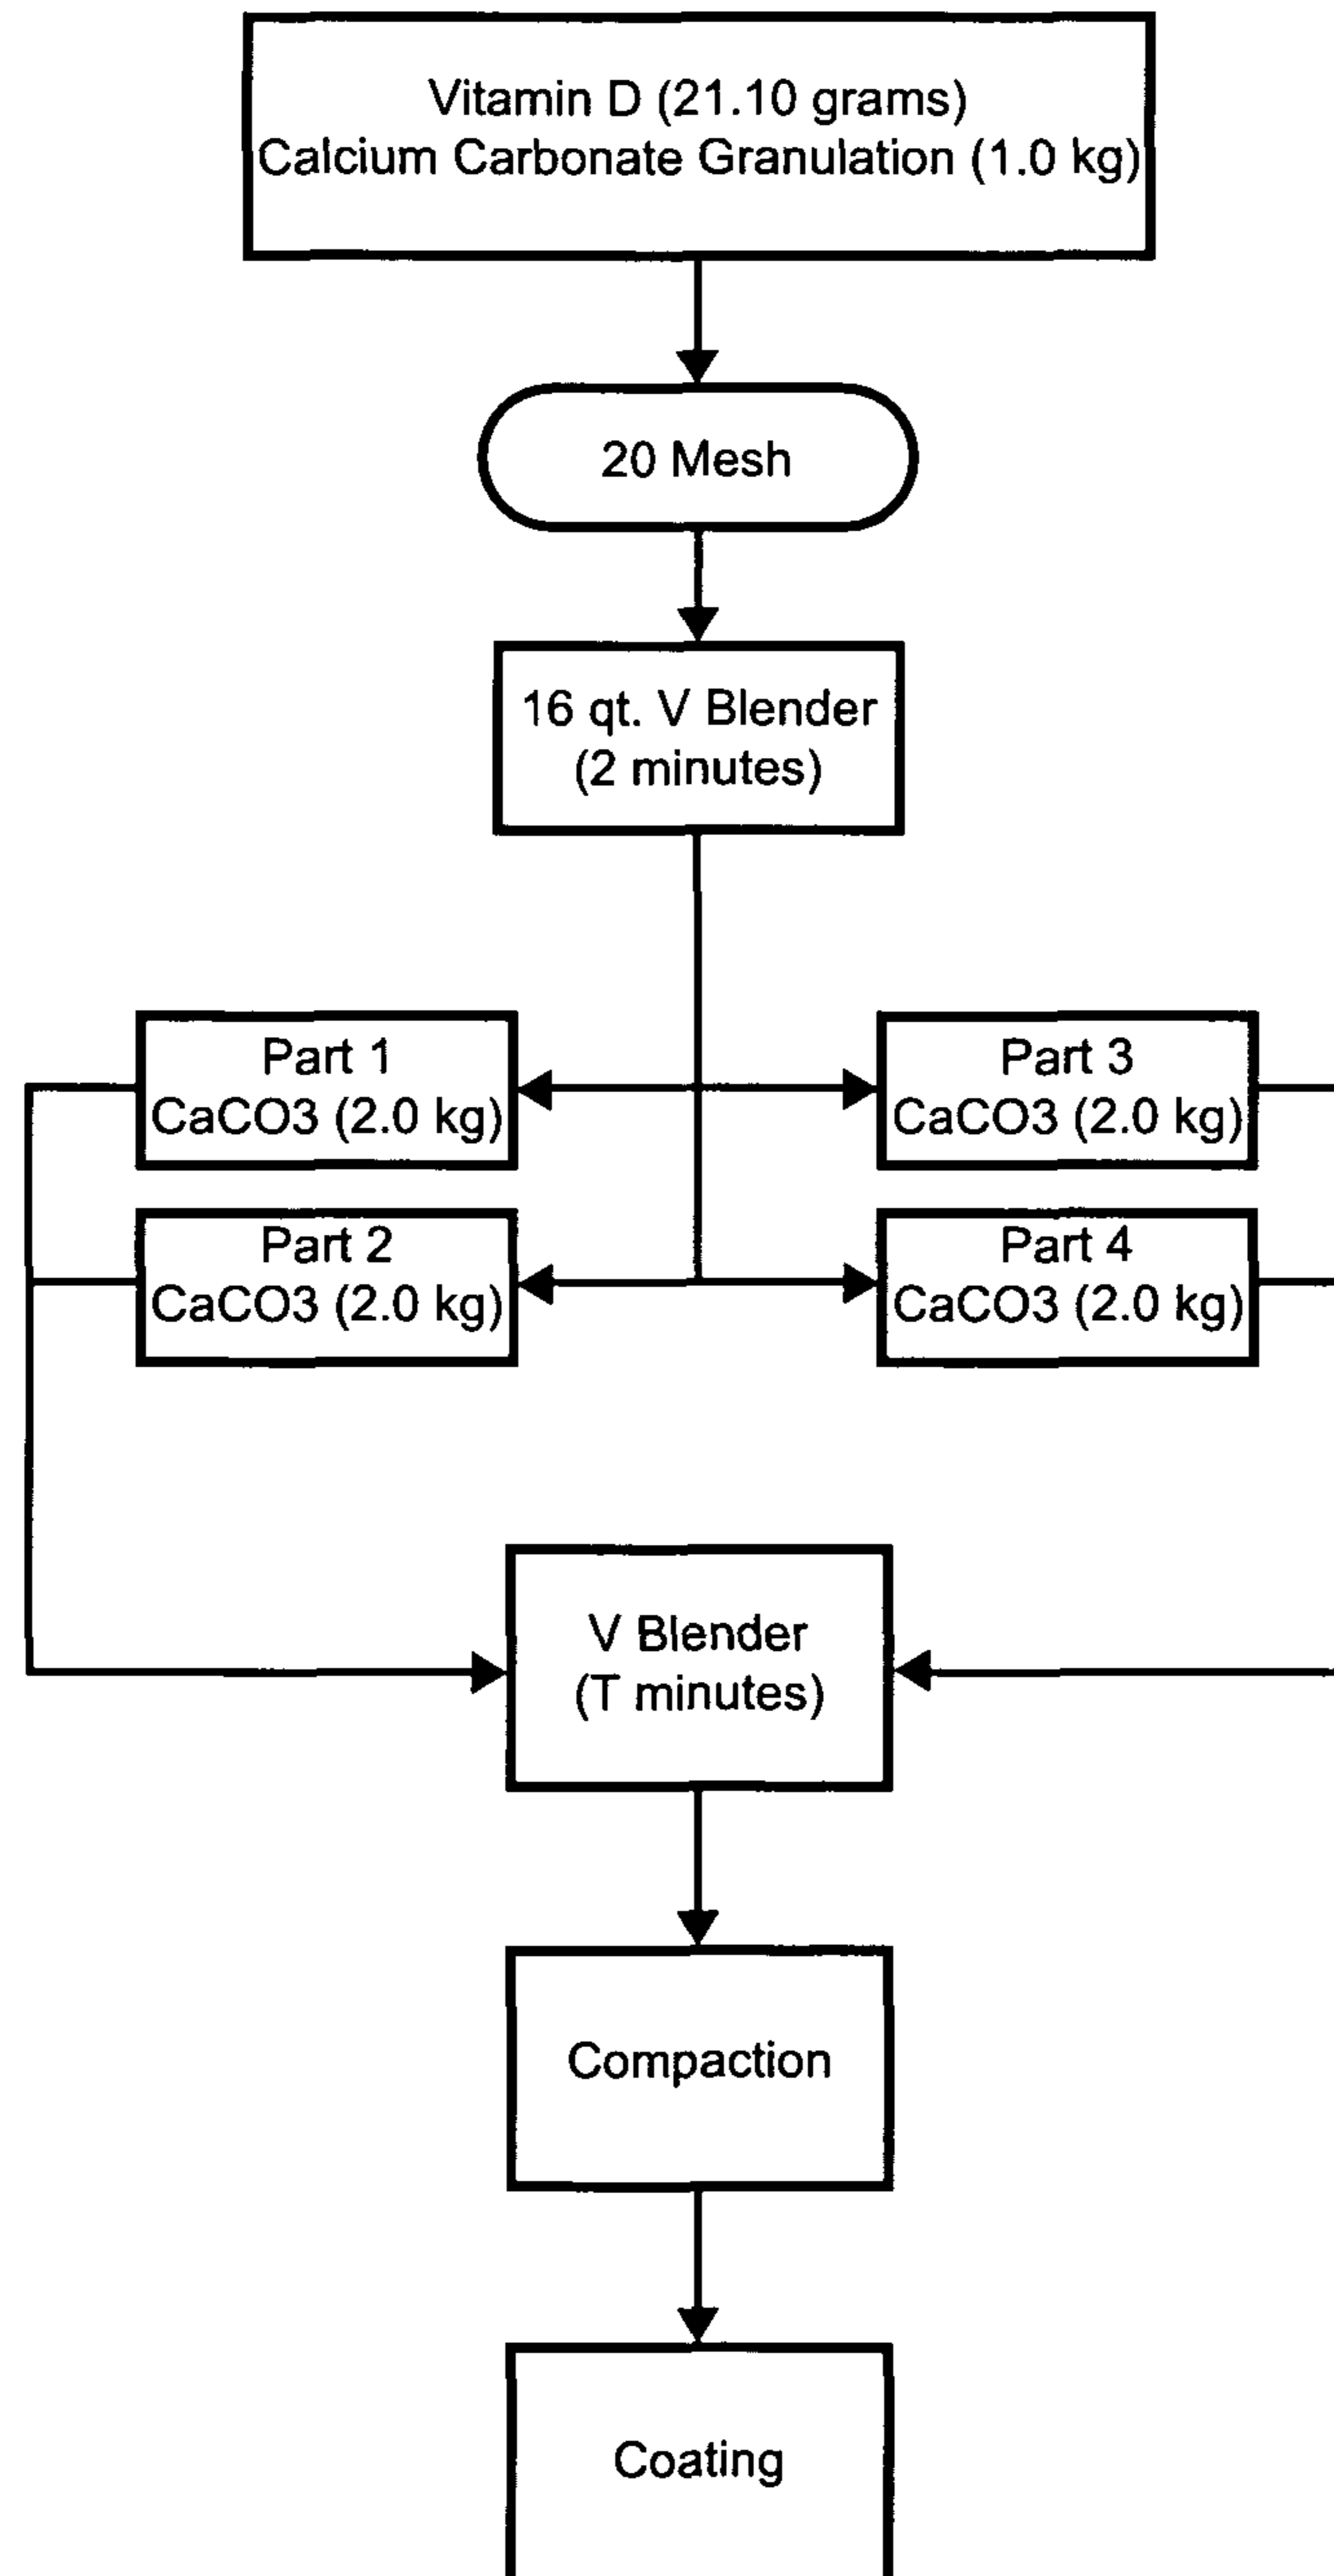 Vitamin D (21.10 grams)
Calcium Carbonate Granulation (1.0 kg)
20 Mesh
16 qt. V Blender
(2 minutes)
Part 1
CaCO3 (2.0 kg)
Part 3
CaCO3 (2.0 kg)
Part 2
CaCO3 (2.0 kg)
Part 4
CaCO3 (2.0 kg)
V Blender
(T minutes)
Compaction
Coating